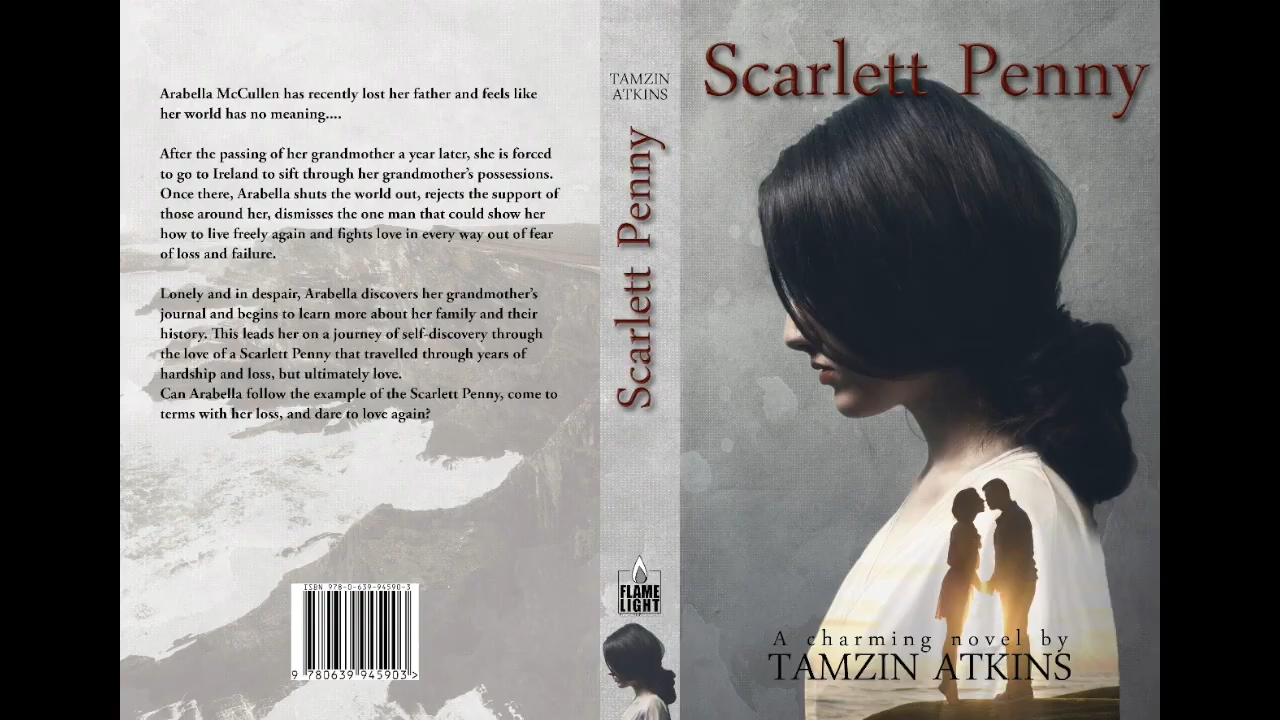 Arabella McCullen has recently lost her father and feels like
her world has no meaning....
After the passing of her grandmother a year later, she is forced
to go to Ireland to sift through her grandmother's possessions.
Once there, Arabella shuts the world out, rejects the support of
those around her, dismisses the one man that could show her
how to live freely again and fights love in every way out of fear
of loss and failure.
Lonely and in despair, Arabella discovers her grandmother's
journal and begins to learn more about her family and their
history. This leads her on a journey of self-discovery through
the love of a Scarlett Penny that travelled through years of
hardship and loss, but ultimately love.
Can Arabella follow the example of the Scarlett Penny, come to
terms with her loss, and dare to love again?
ISBN 978-0-639-94590-3
9 780639 945903 >
TAMZIN
ATKINS
Scarlett Penny
FLAME
LIGHT
Scarlett Penny
A charming novel by
TAMZIN ATKINS